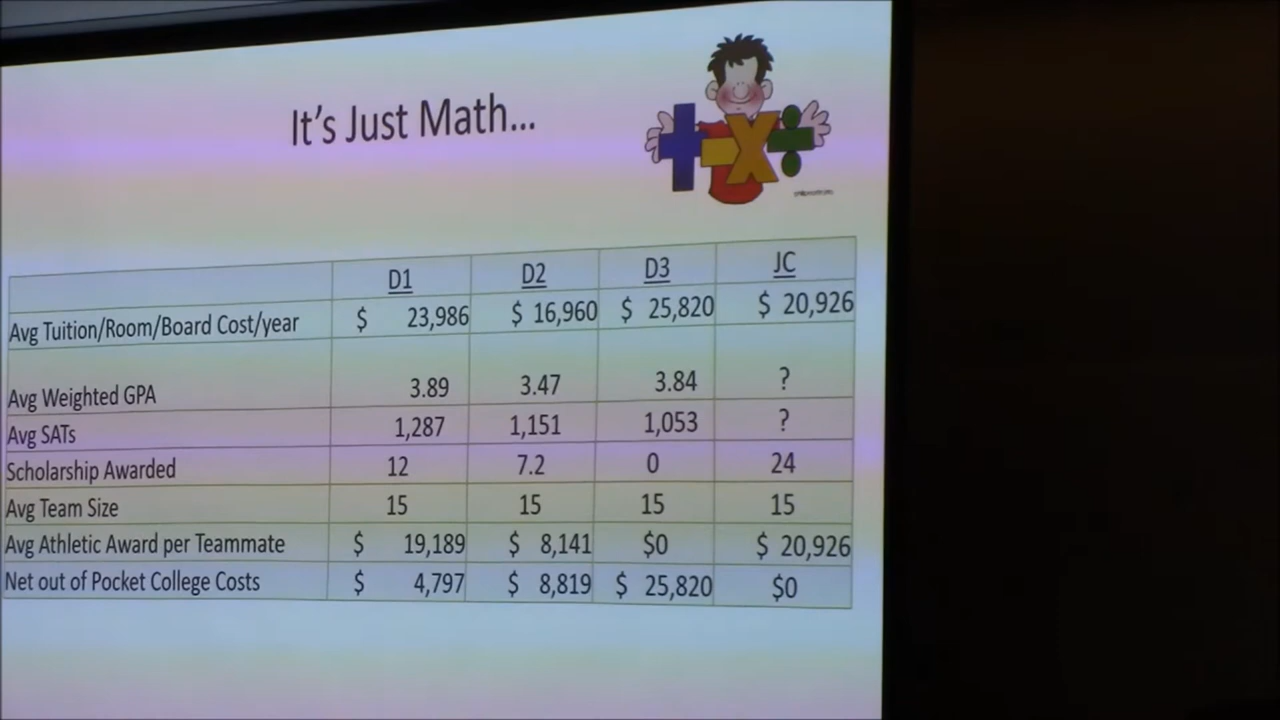 It's Just Math...
D1 D2 D3 JC
Avg Tuition/Room/Board Cost/year $ 23,986 $ 16,960 $ 25,820 $ 20,926
Avg Weighted GPA 3.89 3.47 3.84 ?
Avg SATs 1,287 1,151 1,053 ?
Scholarship Awarded 12 7.2 0 24
Avg Team Size 15 15 15 15
Avg Athletic Award per Teammate $ 19,189 $ 8,141 $0 $ 20,926
Net out of Pocket College Costs $ 4,797 $ 8,819 $ 25,820 $0